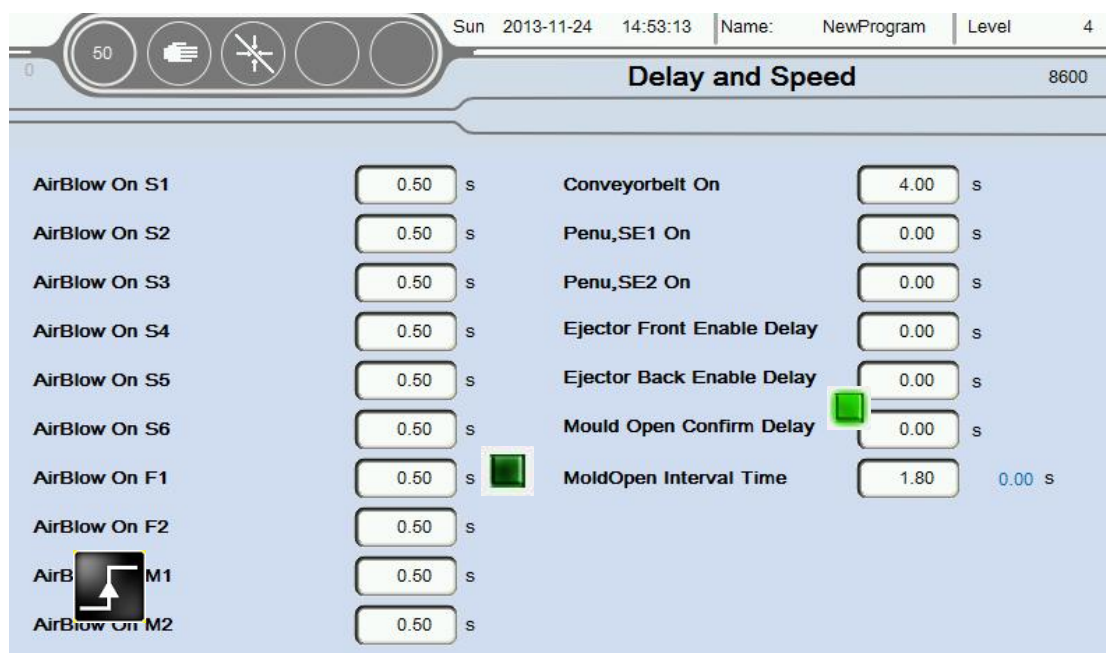 Sun 2013-11-24 14:53:13 Name: NewProgram Level 4
50
0
Delay and Speed 8600
AirBlow On S1 0.50 s Conveyorbelt On 4.00 s
AirBlow On S2 0.50 s Penu,SE1 On 0.00 s
AirBlow On S3 0.50 s Penu,SE2 On 0.00 s
AirBlow On S4 0.50 s Ejector Front Enable Delay 0.00 s
AirBlow On S5 0.50 s Ejector Back Enable Delay 0.00 s
AirBlow On S6 0.50 s Mould Open Confirm Delay 0.00 s
AirBlow On F1 0.50 s MoldOpen Interval Time 1.80 0.00 s
AirBlow On F2 0.50 s
M1 0.50 s
AirBlow On M2 0.50 s